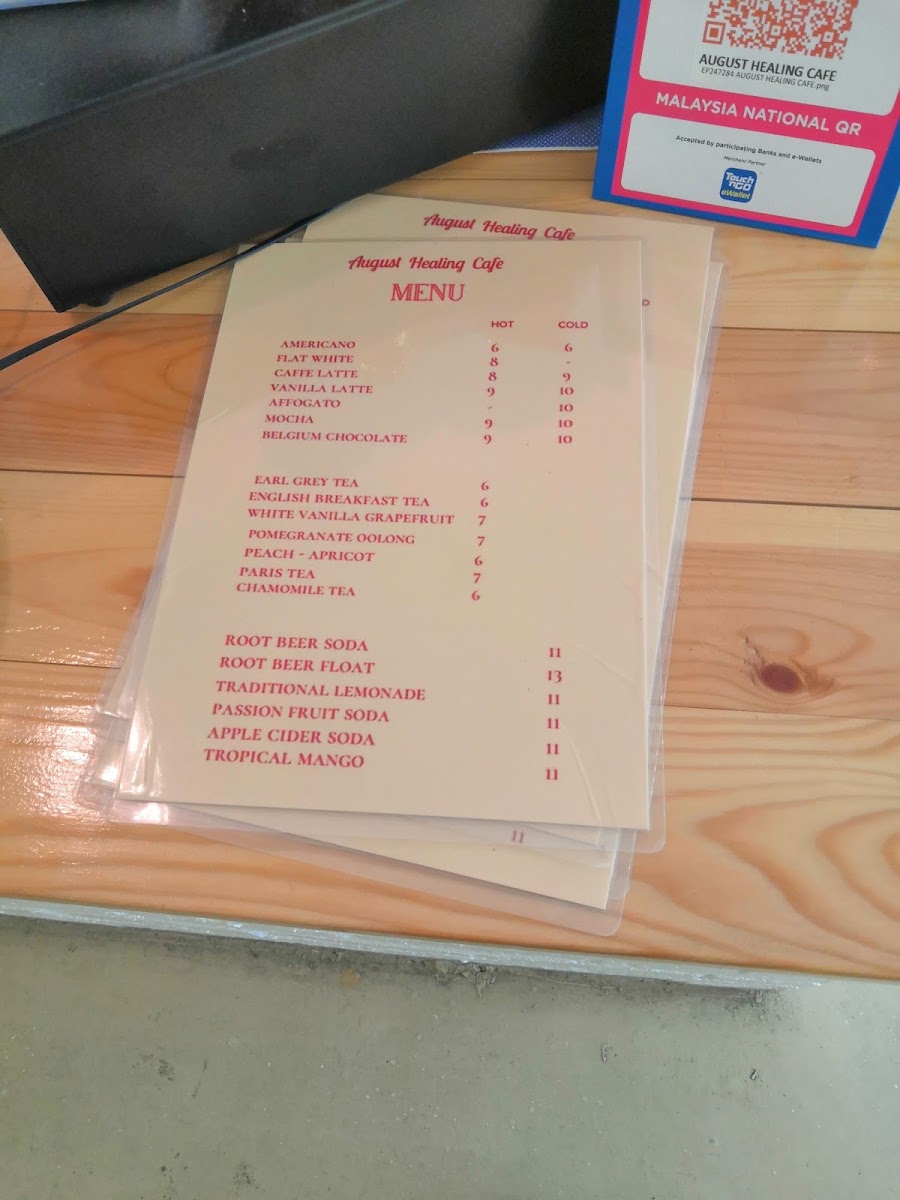 AUGUST HEALING CAFE
EP247284 AUGUST HEALING CAFE.png
MALAYSIA NATIONAL QR
Accepted by participating Banks and e-Wallets
Merchant Partner
Touch
'nGO
eWallet
August Healing Cafe
August Healing Cafe
MENU
HOT COLD
AMERICANO 6 6
FLAT WHITE 8 -
CAFFE LATTE 8 9
VANILLA LATTE 9 10
AFFOGATO - 10
MOCHA 9 10
BELGIUM CHOCOLATE 9 10
EARL GREY TEA 6
ENGLISH BREAKFAST TEA 6
WHITE VANILLA GRAPEFRUIT 7
POMEGRANATE OOLONG 7
PEACH - APRICOT 6
PARIS TEA 7
CHAMOMILE TEA 6
ROOT BEER SODA 11
ROOT BEER FLOAT 13
TRADITIONAL LEMONADE 11
PASSION FRUIT SODA 11
APPLE CIDER SODA 11
TROPICAL MANGO 11
11